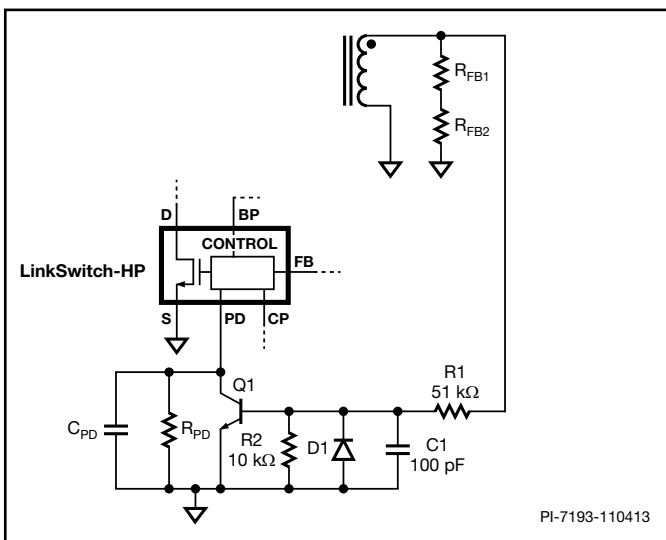 R_FB1
R_FB2
D
BP
CONTROL
LinkSwitch-HP
FB
S
PD
CP
R1
51 kΩ
Q1
C_PD
R_PD
R2
10 kΩ
D1
C1
100 pF
PI-7193-110413